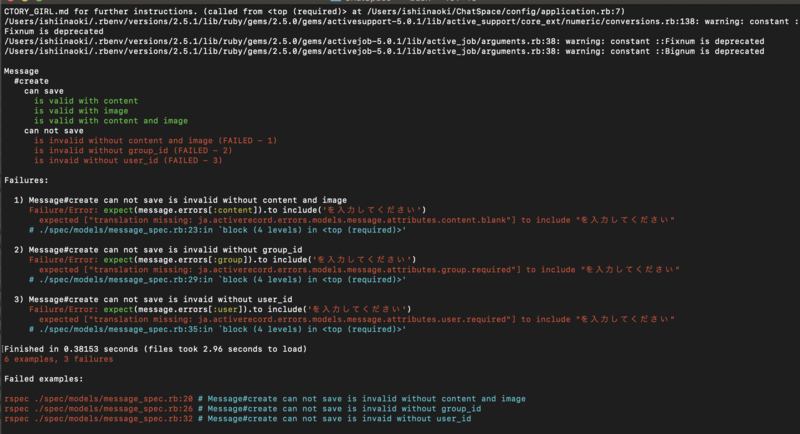 CTORY_GIRL.md for further instructions. (called from <top (required)> at /Users/ishiinaoki/ChatSpace/config/application.rb:7)
/Users/ishiinaoki/.rbenv/versions/2.5.1/lib/ruby/gems/2.5.0/gems/activesupport-5.0.1/lib/active_support/core_ext/numeric/conversions.rb:138: warning: constant :
Fixnum is deprecated
/Users/ishiinaoki/.rbenv/versions/2.5.1/lib/ruby/gems/2.5.0/gems/activejob-5.0.1/lib/active_job/arguments.rb:38: warning: constant ::Fixnum is deprecated
/Users/ishiinaoki/.rbenv/versions/2.5.1/lib/ruby/gems/2.5.0/gems/activejob-5.0.1/lib/active_job/arguments.rb:38: warning: constant ::Bignum is deprecated
Message
#create
can save
is valid with content
is valid with image
is valid with content and image
can not save
is invalid without content and image (FAILED - 1)
is invalid without group_id (FAILED - 2)
is invaid without user_id (FAILED - 3)
Failures:
1) Message#create can not save is invalid without content and image
Failure/Error: expect(message.errors[:content]).to include('を入力してください')
expected ["translation missing: ja.activerecord.errors.models.message.attributes.content.blank"] to include "を入力してください"
# ./spec/models/message_spec.rb:23:in `block (4 levels) in <top (required)>'
2) Message#create can not save is invalid without group_id
Failure/Error: expect(message.errors[:group]).to include('を入力してください')
expected ["translation missing: ja.activerecord.errors.models.message.attributes.group.required"] to include "を入力してください"
# ./spec/models/message_spec.rb:29:in `block (4 levels) in <top (required)>'
3) Message#create can not save is invaid without user_id
Failure/Error: expect(message.errors[:user]).to include('を入力してください')
expected ["translation missing: ja.activerecord.errors.models.message.attributes.user.required"] to include "を入力してください"
# ./spec/models/message_spec.rb:35:in `block (4 levels) in <top (required)>'
Finished in 0.38153 seconds (files took 2.96 seconds to load)
6 examples, 3 failures
Failed examples:
rspec ./spec/models/message_spec.rb:20 # Message#create can not save is invalid without content and image
rspec ./spec/models/message_spec.rb:26 # Message#create can not save is invalid without group_id
rspec ./spec/models/message_spec.rb:32 # Message#create can not save is invaid without user_id